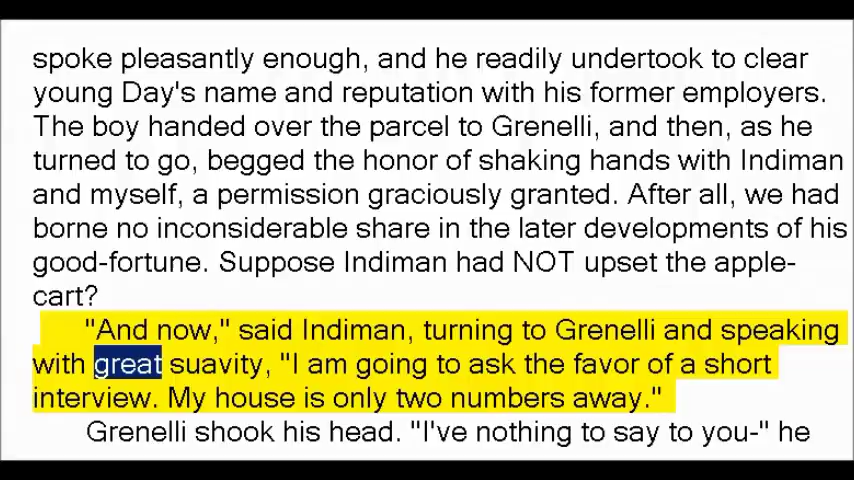 spoke pleasantly enough, and he readily undertook to clear
young Day's name and reputation with his former employers.
The boy handed over the parcel to Grenelli, and then, as he
turned to go, begged the honor of shaking hands with Indiman
and myself, a permission graciously granted. After all, we had
borne no inconsiderable share in the later developments of his
good-fortune. Suppose Indiman had NOT upset the apple-
cart?
"And now," said Indiman, turning to Grenelli and speaking
with great suavity, "I am going to ask the favor of a short
interview. My house is only two numbers away."
Grenelli shook his head. "I've nothing to say to you-" he